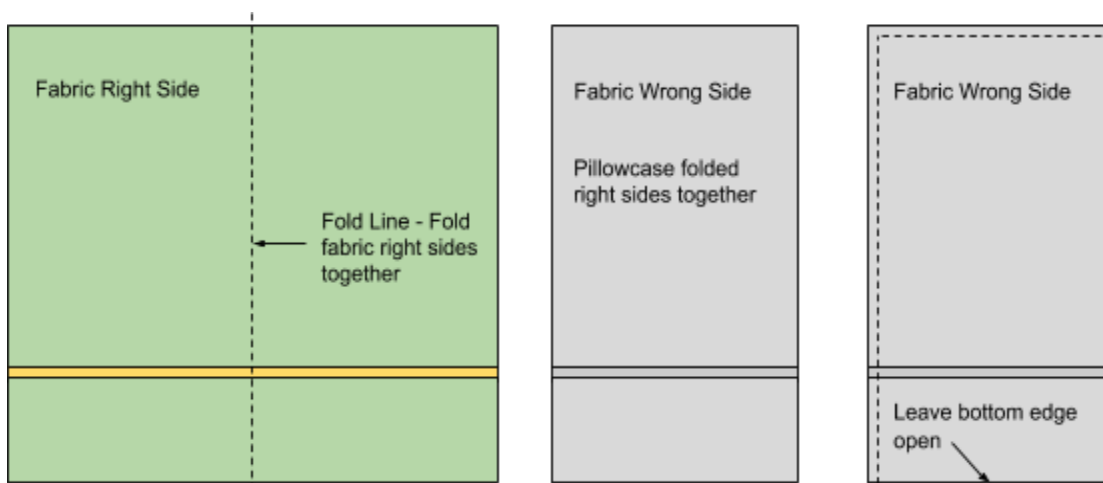 Fabric Right Side
Fold Line - Fold
fabric right sides
together
Fabric Wrong Side
Pillowcase folded
right sides together
Fabric Wrong Side
Leave bottom edge
open